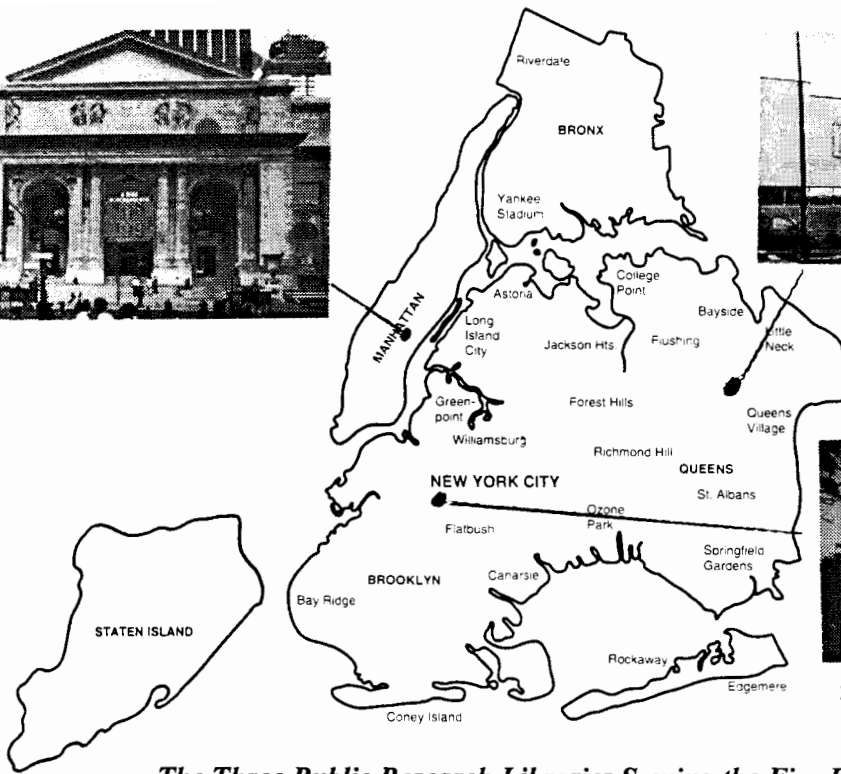 Riverdale
BRONX
Yankee
Stadium
College
Point
Astoria
MANHATTAN
Long
Island
City
Bayside
Little
Neck
Jackson Hts
Flushing
Green-
point
Forest Hills
Queens
Village
Williamsburg
Richmond Hill
QUEENS
NEW YORK CITY
St. Albans
Ozone
Park
Flatbush
Springfield
Gardens
BROOKLYN
Canarsie
Bay Ridge
STATEN ISLAND
Rockaway
Edgemere
Coney Island
The Three Public Research Libraries Serving the Five